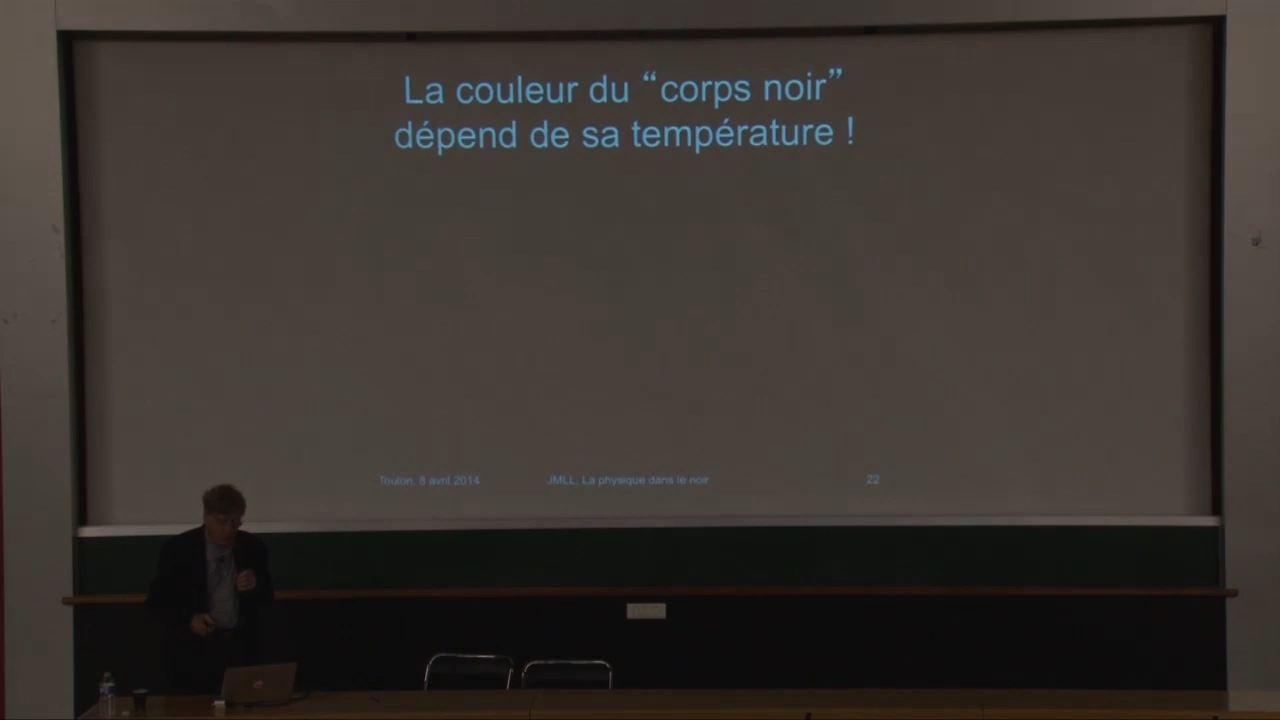 La couleur du “corps noir”
dépend de sa température !
Toulon, 8 avril 2014 JMLL, La physique dans le noir 22